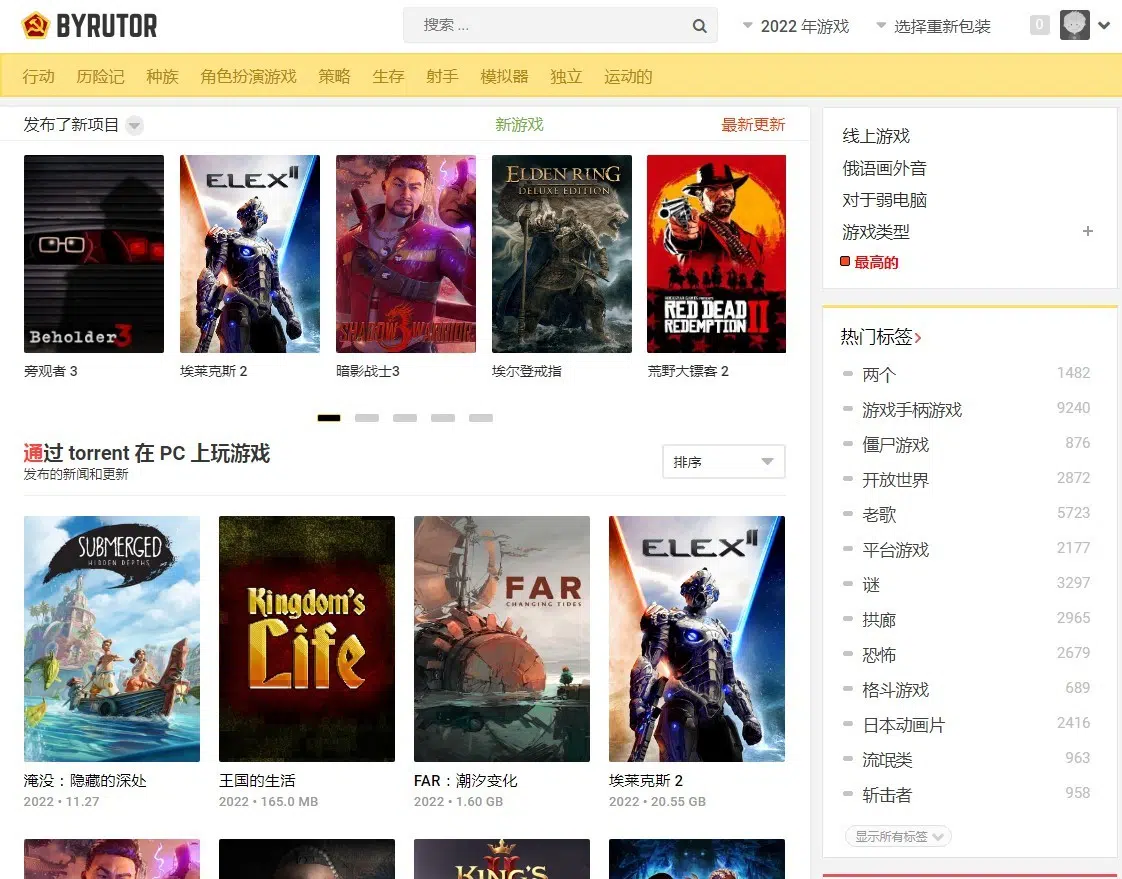 BYRUTOR
搜索 ...
2022 年游戏
选择重新包装
0
行动 历险记 种族 角色扮演游戏 策略 生存 射手 模拟器 独立 运动的
发布了新项目
新游戏
最新更新
Beholder 3
ELEX II
SHADOW WARRIOR 3
ELDEN RING
DELUXE EDITION
RED DEAD
REDEMPTION II
旁观者 3
埃莱克斯 2
暗影战士3
埃尔登戒指
荒野大镖客 2
通过 torrent 在 PC 上玩游戏
发布的新闻和更新
排序
SUBMERGED
HIDDEN DEPTHS
Kingdom's
Life
FAR
CHANGING TIDES
ELEX II
淹没：隐藏的深处
2022 • 11.27
王国的生活
2022 • 165.0 MB
FAR：潮汐变化
2022 • 1.60 GB
埃莱克斯 2
2022 • 20.55 GB
KING'S
II
线上游戏
俄语画外音
对于弱电脑
游戏类型 +
最高的
热门标签
两个 1482
游戏手柄游戏 9240
僵尸游戏 876
开放世界 2872
老歌 5723
平台游戏 2177
谜 3297
拱廊 2965
恐怖 2679
格斗游戏 689
日本动画片 2416
流氓类 963
斩击者 958
显示所有标签